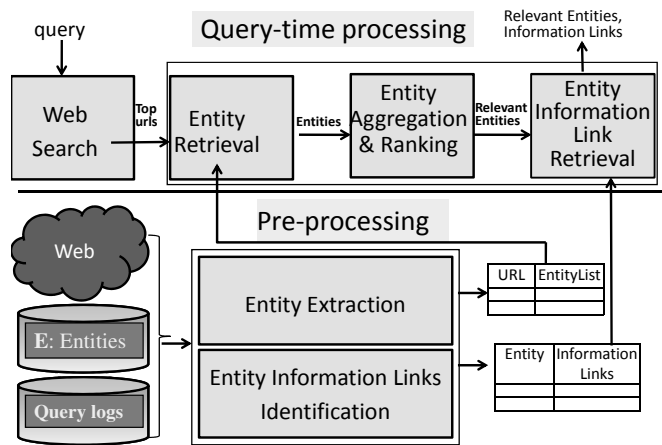 query
Query-time processing
Relevant Entities,
Information Links
Web
Search
Top
urls
Entity
Retrieval
Entities
Entity
Aggregation
& Ranking
Relevant
Entities
Entity
Information
Link
Retrieval
Pre-processing
Web
E: Entities
Query logs
Entity Extraction
Entity Information Links
Identification
URL EntityList
Entity Information
Links